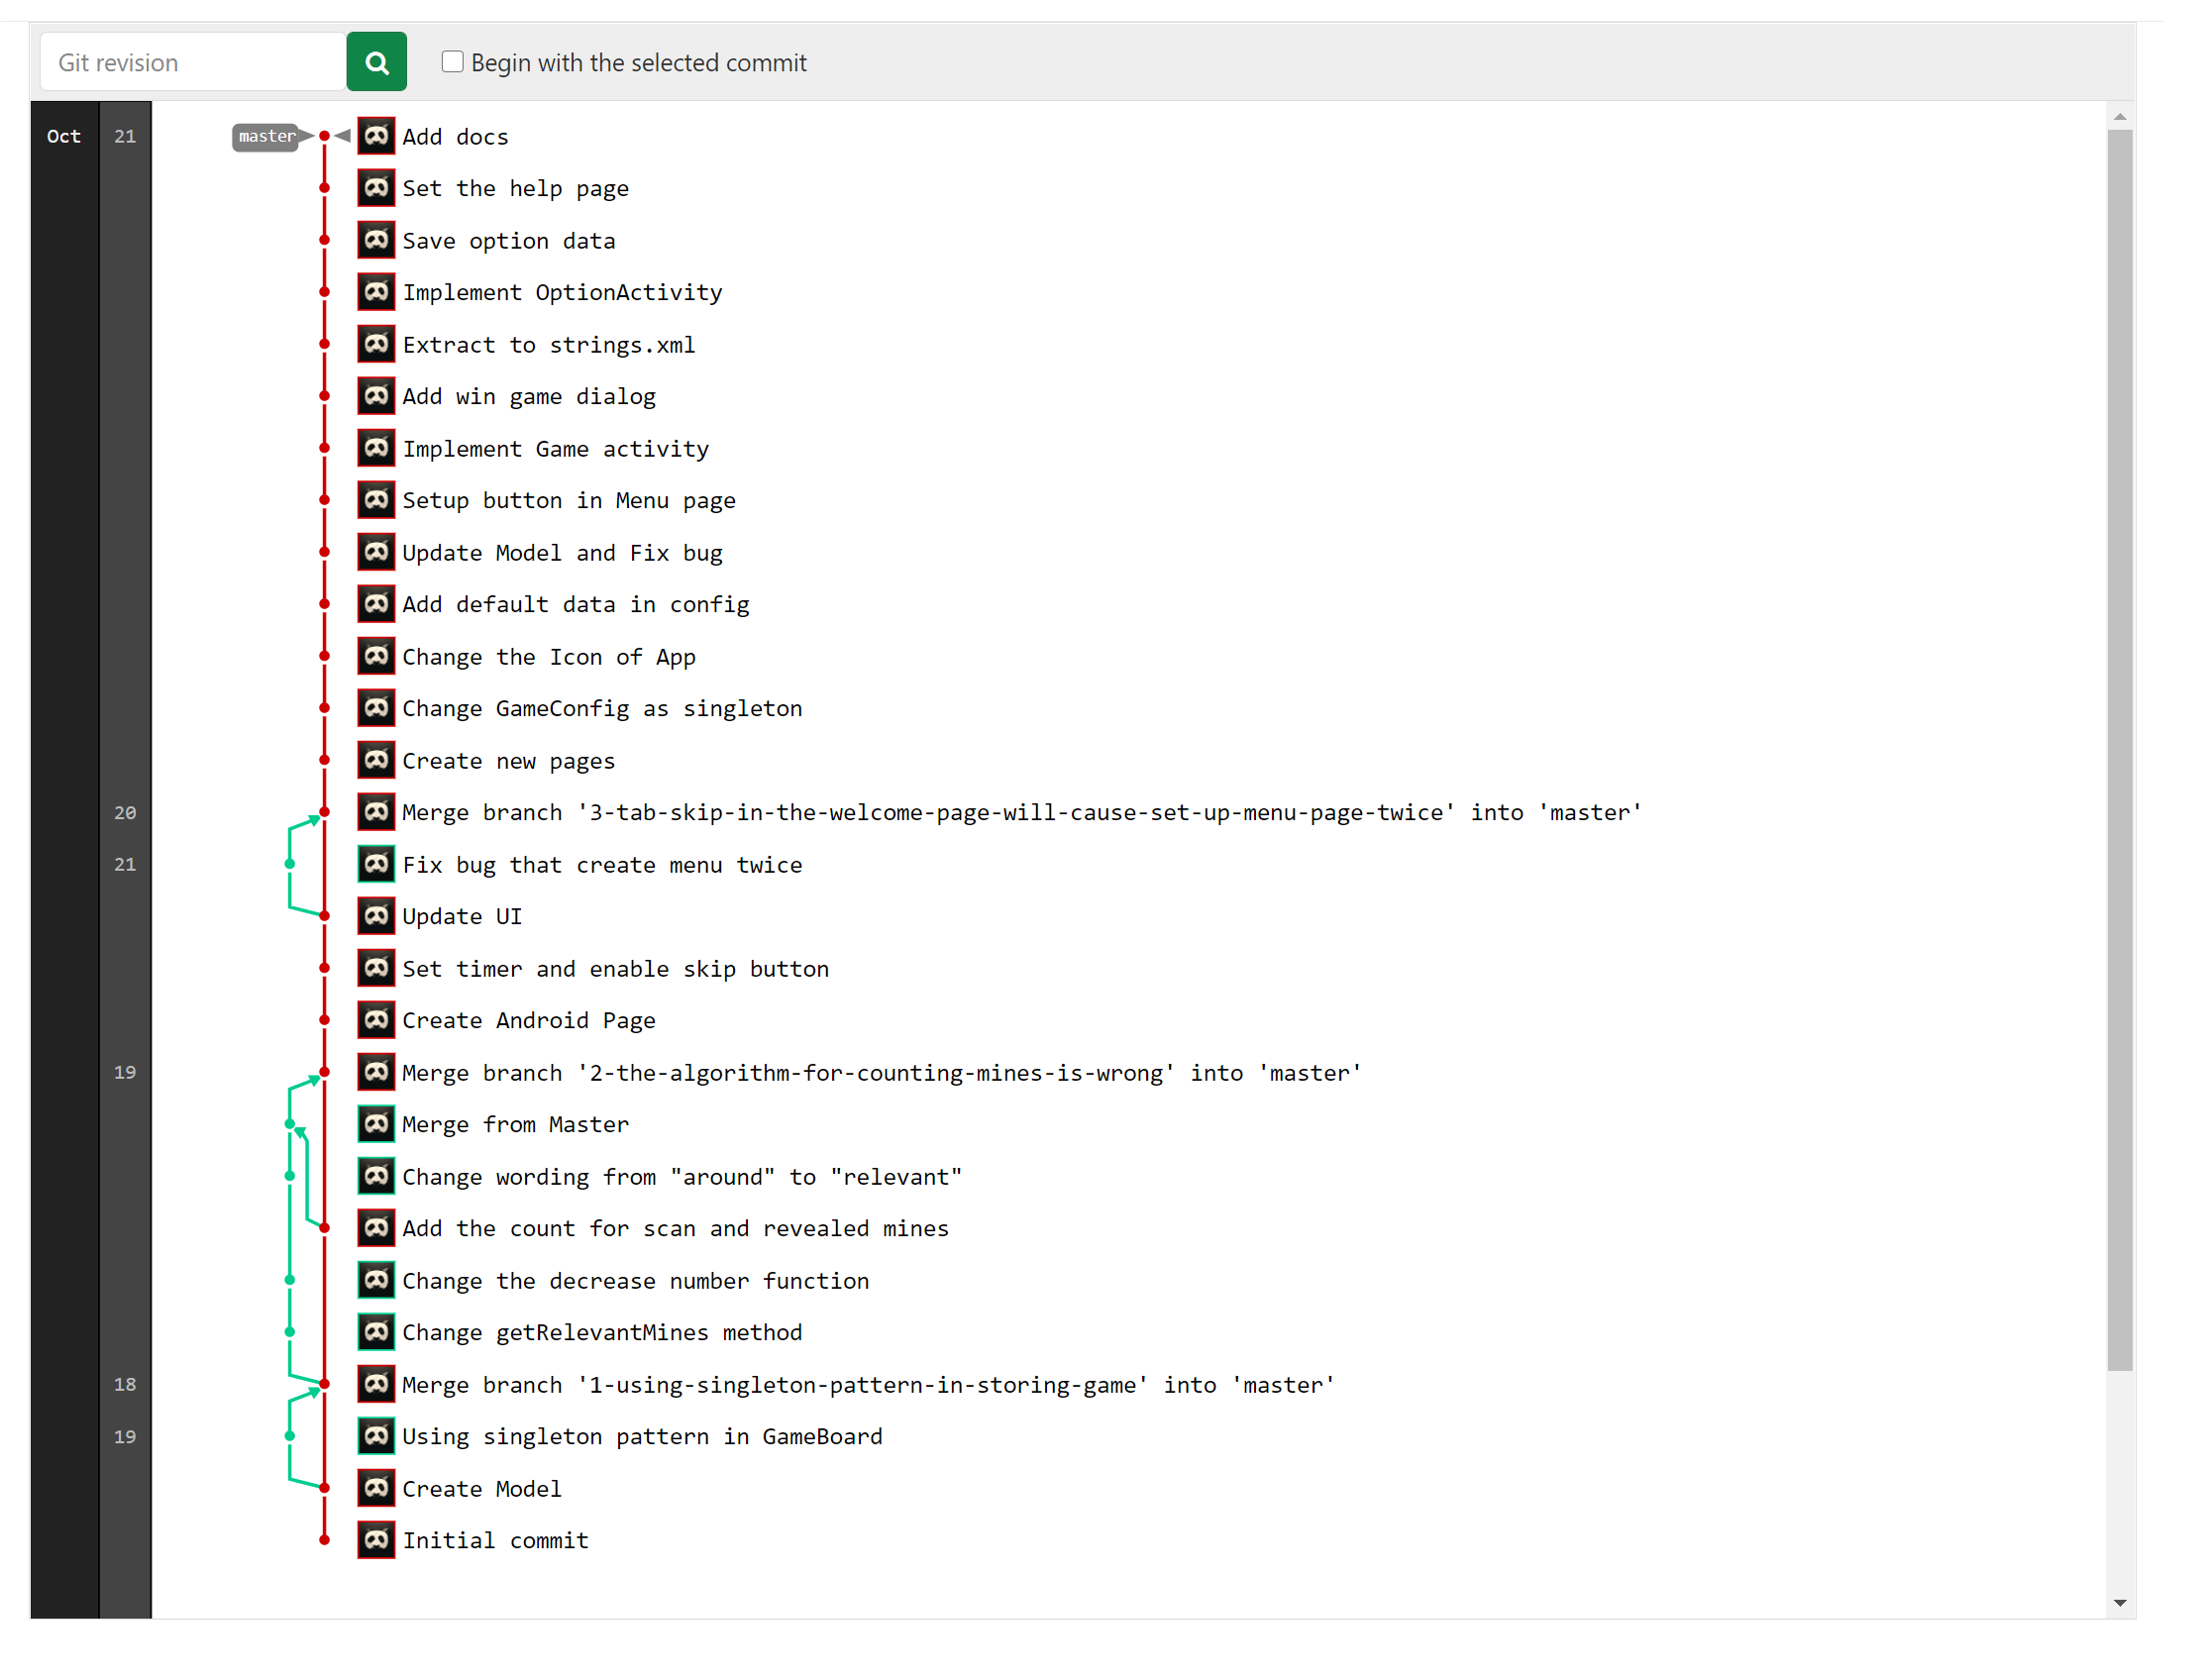 Git revision
Begin with the selected commit
Oct 21 master Add docs
Set the help page
Save option data
Implement OptionActivity
Extract to strings.xml
Add win game dialog
Implement Game activity
Setup button in Menu page
Update Model and Fix bug
Add default data in config
Change the Icon of App
Change GameConfig as singleton
Create new pages
20 Merge branch '3-tab-skip-in-the-welcome-page-will-cause-set-up-menu-page-twice' into 'master'
21 Fix bug that create menu twice
Update UI
Set timer and enable skip button
Create Android Page
19 Merge branch '2-the-algorithm-for-counting-mines-is-wrong' into 'master'
Merge from Master
Change wording from "around" to "relevant"
Add the count for scan and revealed mines
Change the decrease number function
Change getRelevantMines method
18 Merge branch '1-using-singleton-pattern-in-storing-game' into 'master'
19 Using singleton pattern in GameBoard
Create Model
Initial commit